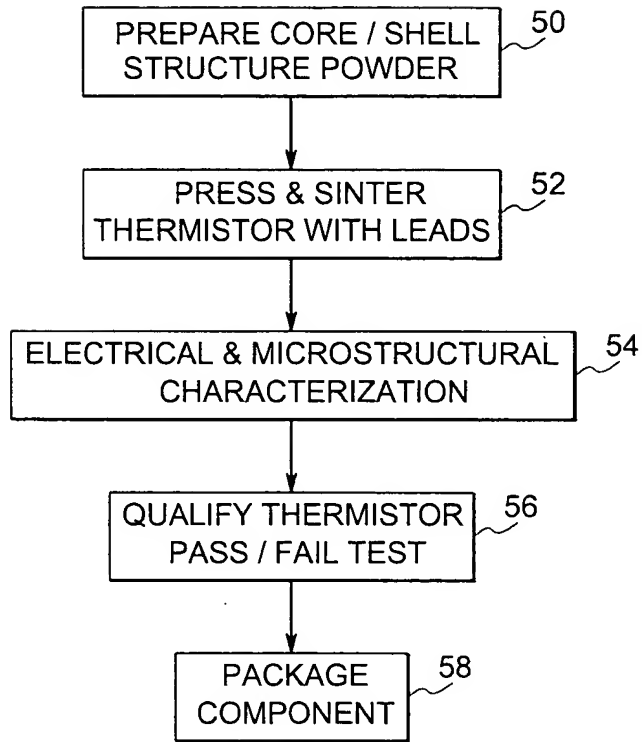 PREPARE CORE / SHELL
STRUCTURE POWDER
50
PRESS & SINTER
THERMISTOR WITH LEADS
52
ELECTRICAL & MICROSTRUCTURAL
CHARACTERIZATION
54
QUALIFY THERMISTOR
PASS / FAIL TEST
56
PACKAGE
COMPONENT
58